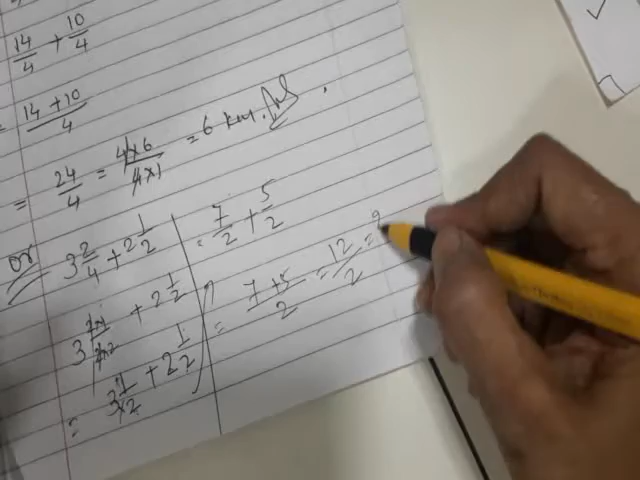 14/4 + 10/4
= 14 + 10/4
= 24/4 = 4×6/4×1 = 6 km. Ans
or 3 2/4 + 2 1/2
3 2×1/2×2 + 2 1/2
= 3 1/2 + 2 1/2
= 7/2 + 5/2
= 7+5/2 = 12/2 =